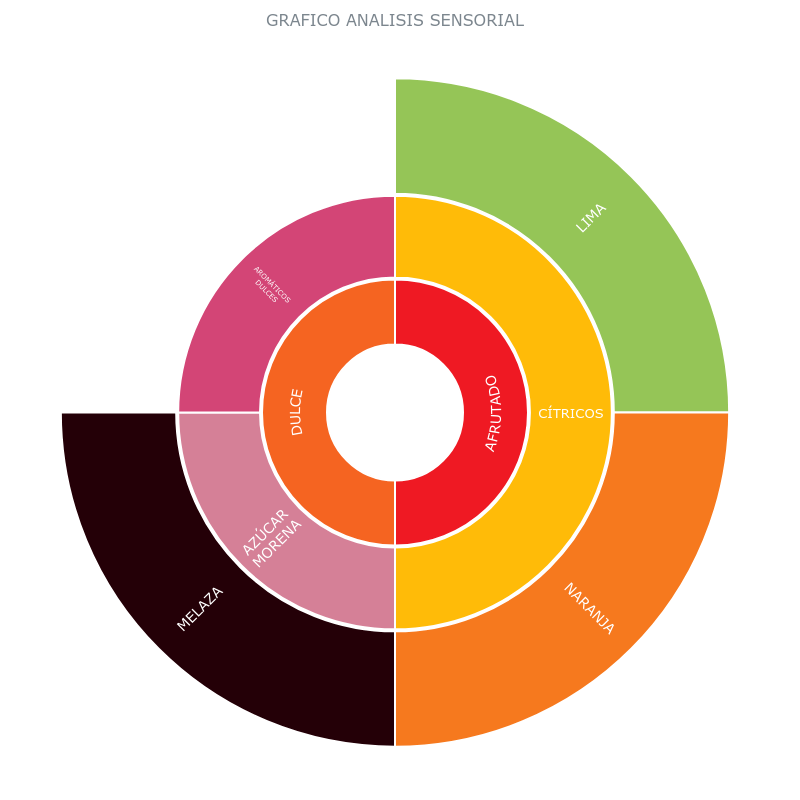 GRAFICO ANALISIS SENSORIAL
LIMA
AROMÁTICOS
DULCES
DULCE
AFRUTADO
CÍTRICOS
AZÚCAR
MORENA
MELAZA
NARANJA